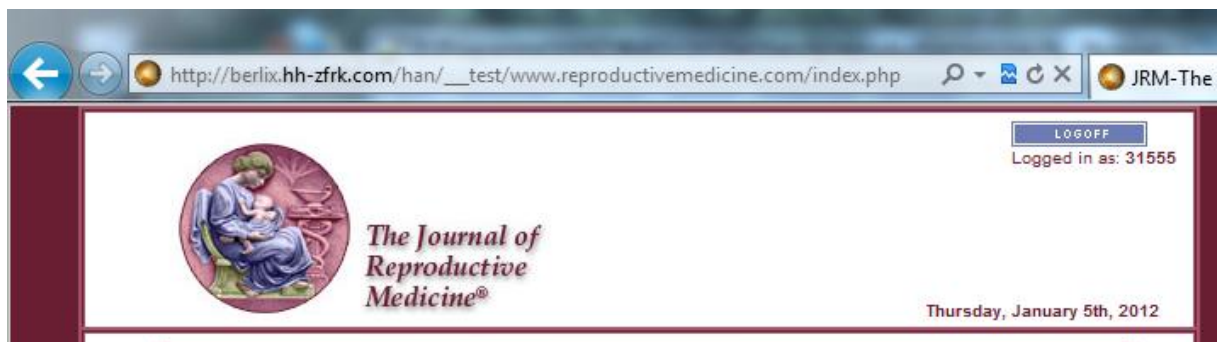 http://berlix.hh-zfrk.com/han/__test/www.reproductivemedicine.com/index.php
JRM-The
LOGOFF
Logged in as: 31555
The Journal of
Reproductive
Medicine®
Thursday, January 5th, 2012